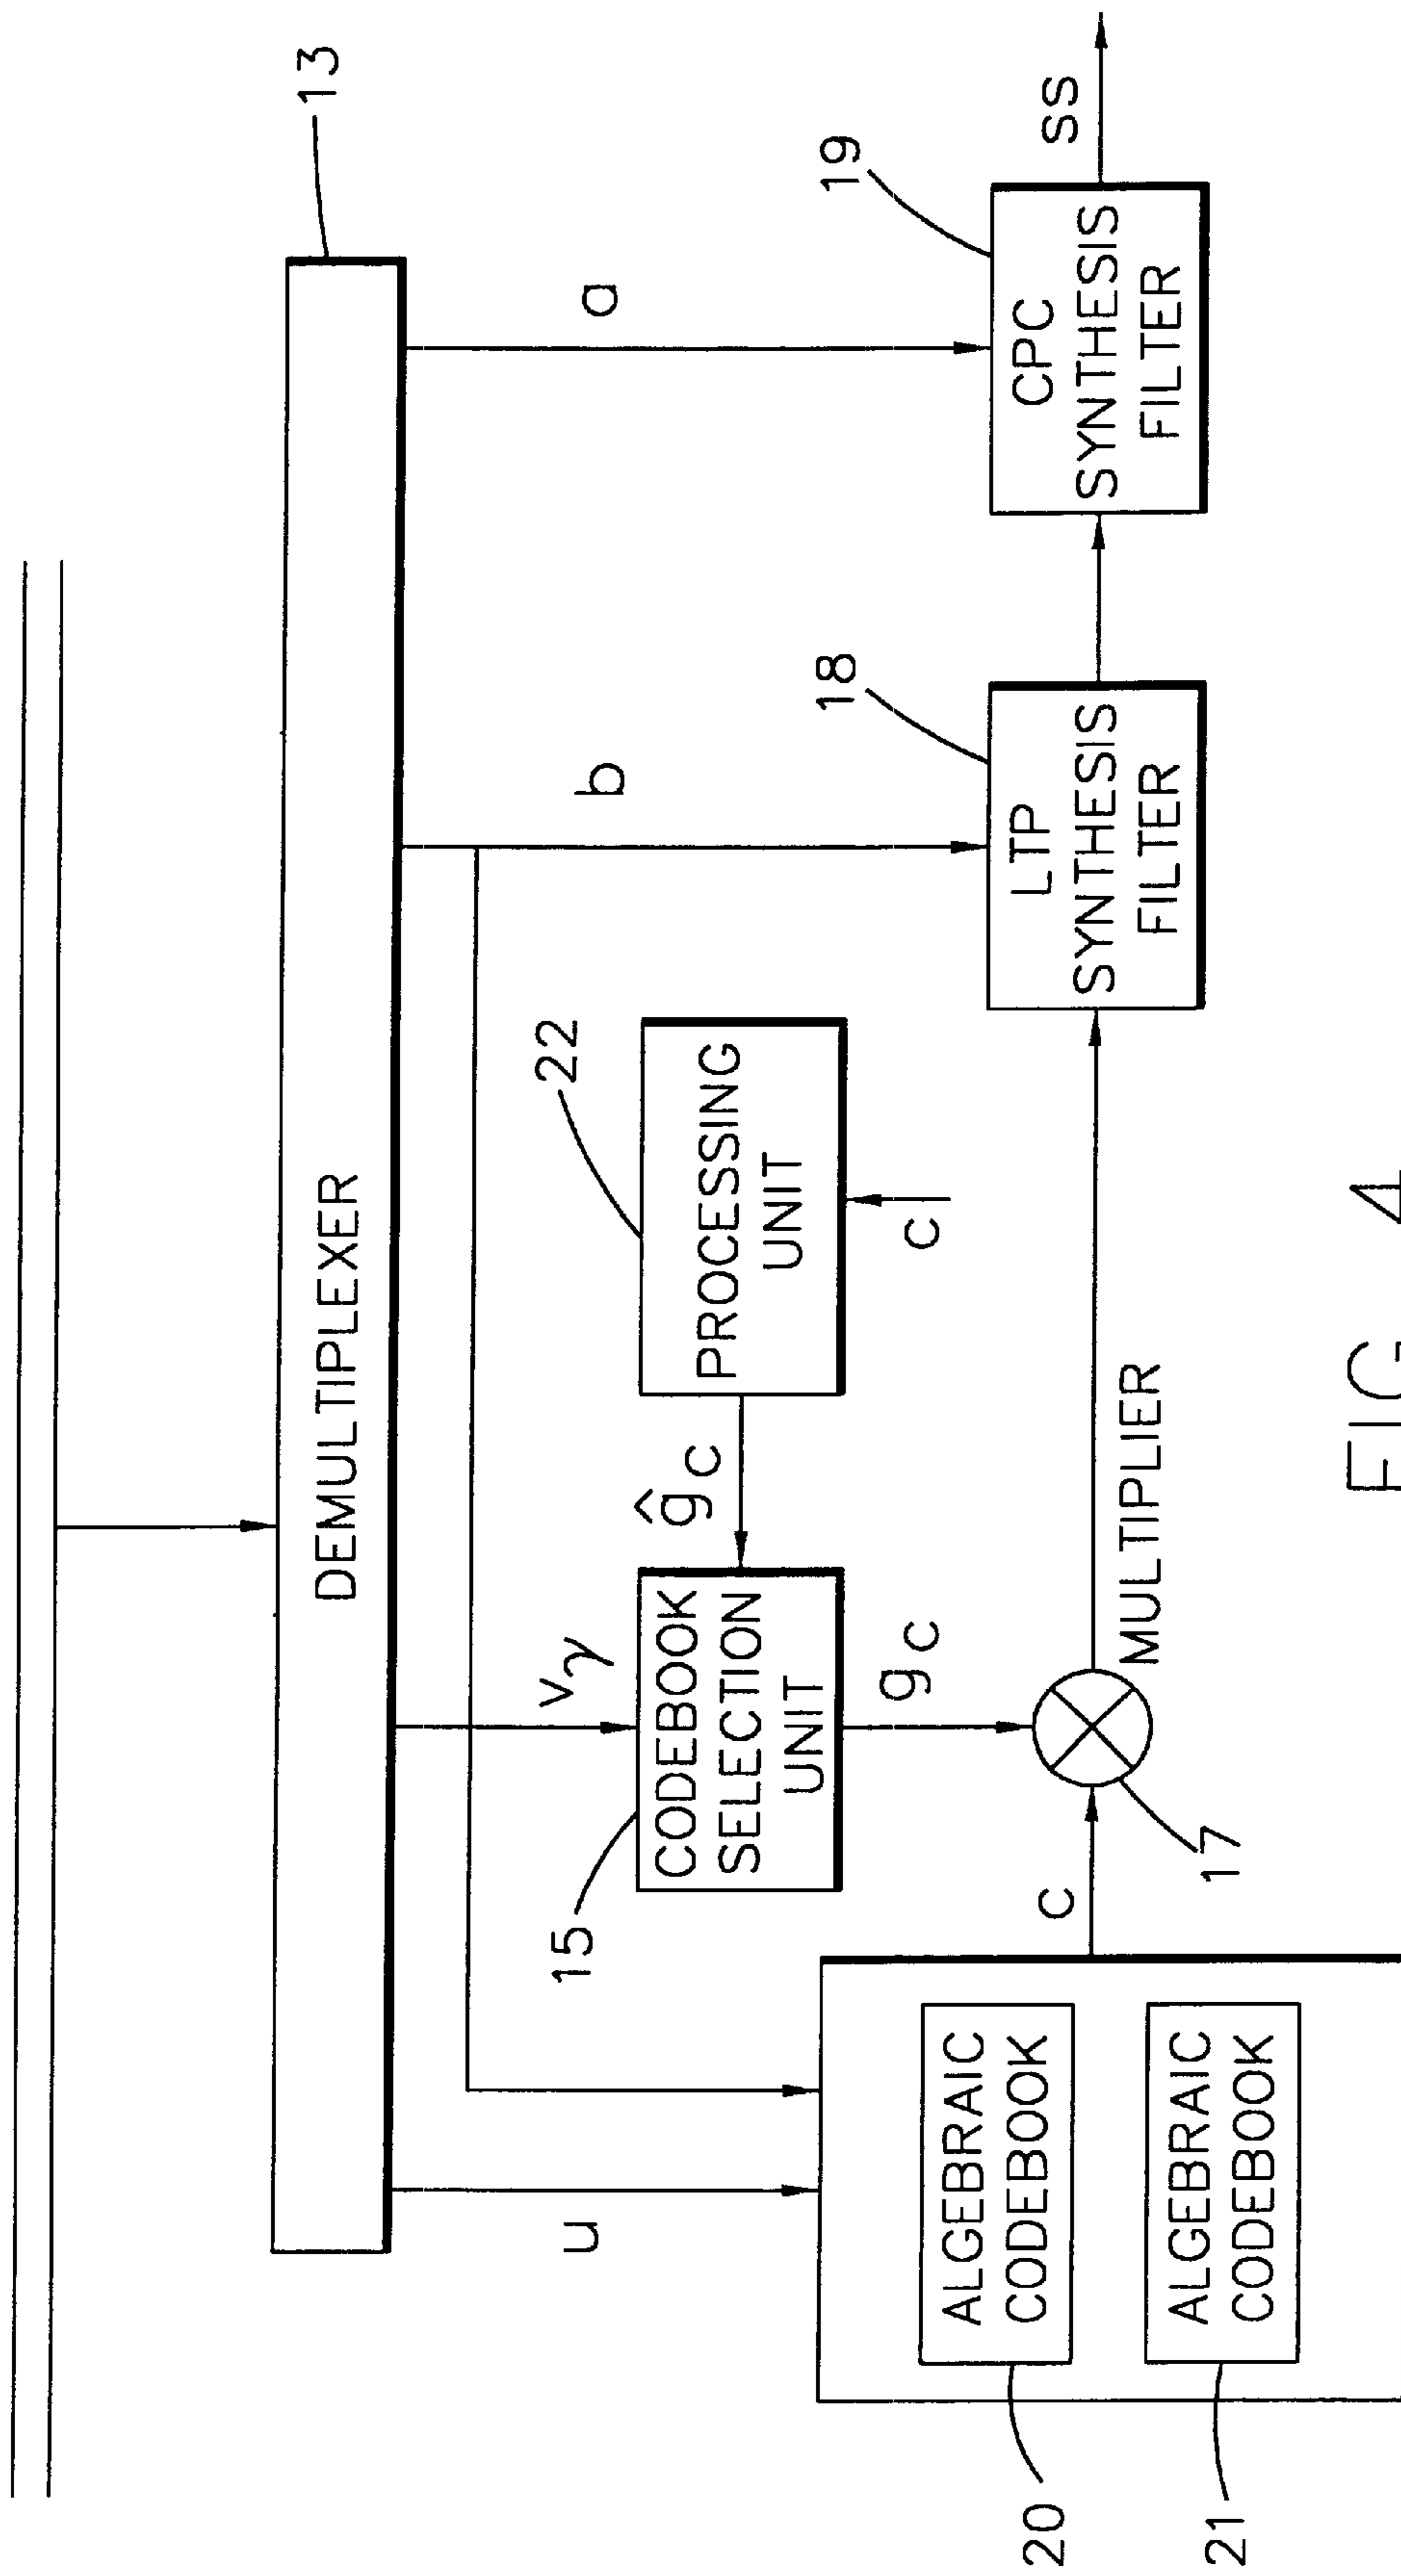 13
DEMULTIPLEXER
u
vγ
b
a
15
CODEBOOK
SELECTION
UNIT
ĝc
22
PROCESSING
UNIT
c
gc
18
LTP
SYNTHESIS
FILTER
19
CPC
SYNTHESIS
FILTER
ss
20
ALGEBRAIC
CODEBOOK
21
ALGEBRAIC
CODEBOOK
c
17
MULTIPLIER
FIG. 4